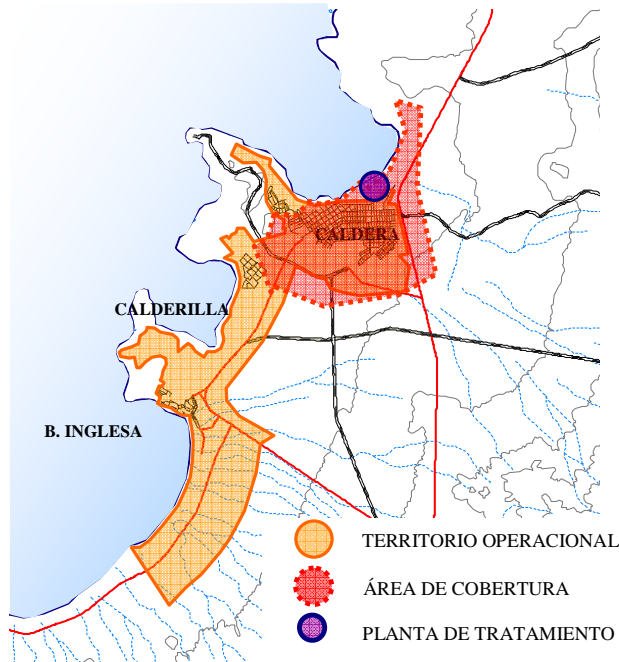 CALDERA
CALDERILLA
B. INGLESA
TERRITORIO OPERACIONAL
ÁREA DE COBERTURA
PLANTA DE TRATAMIENTO